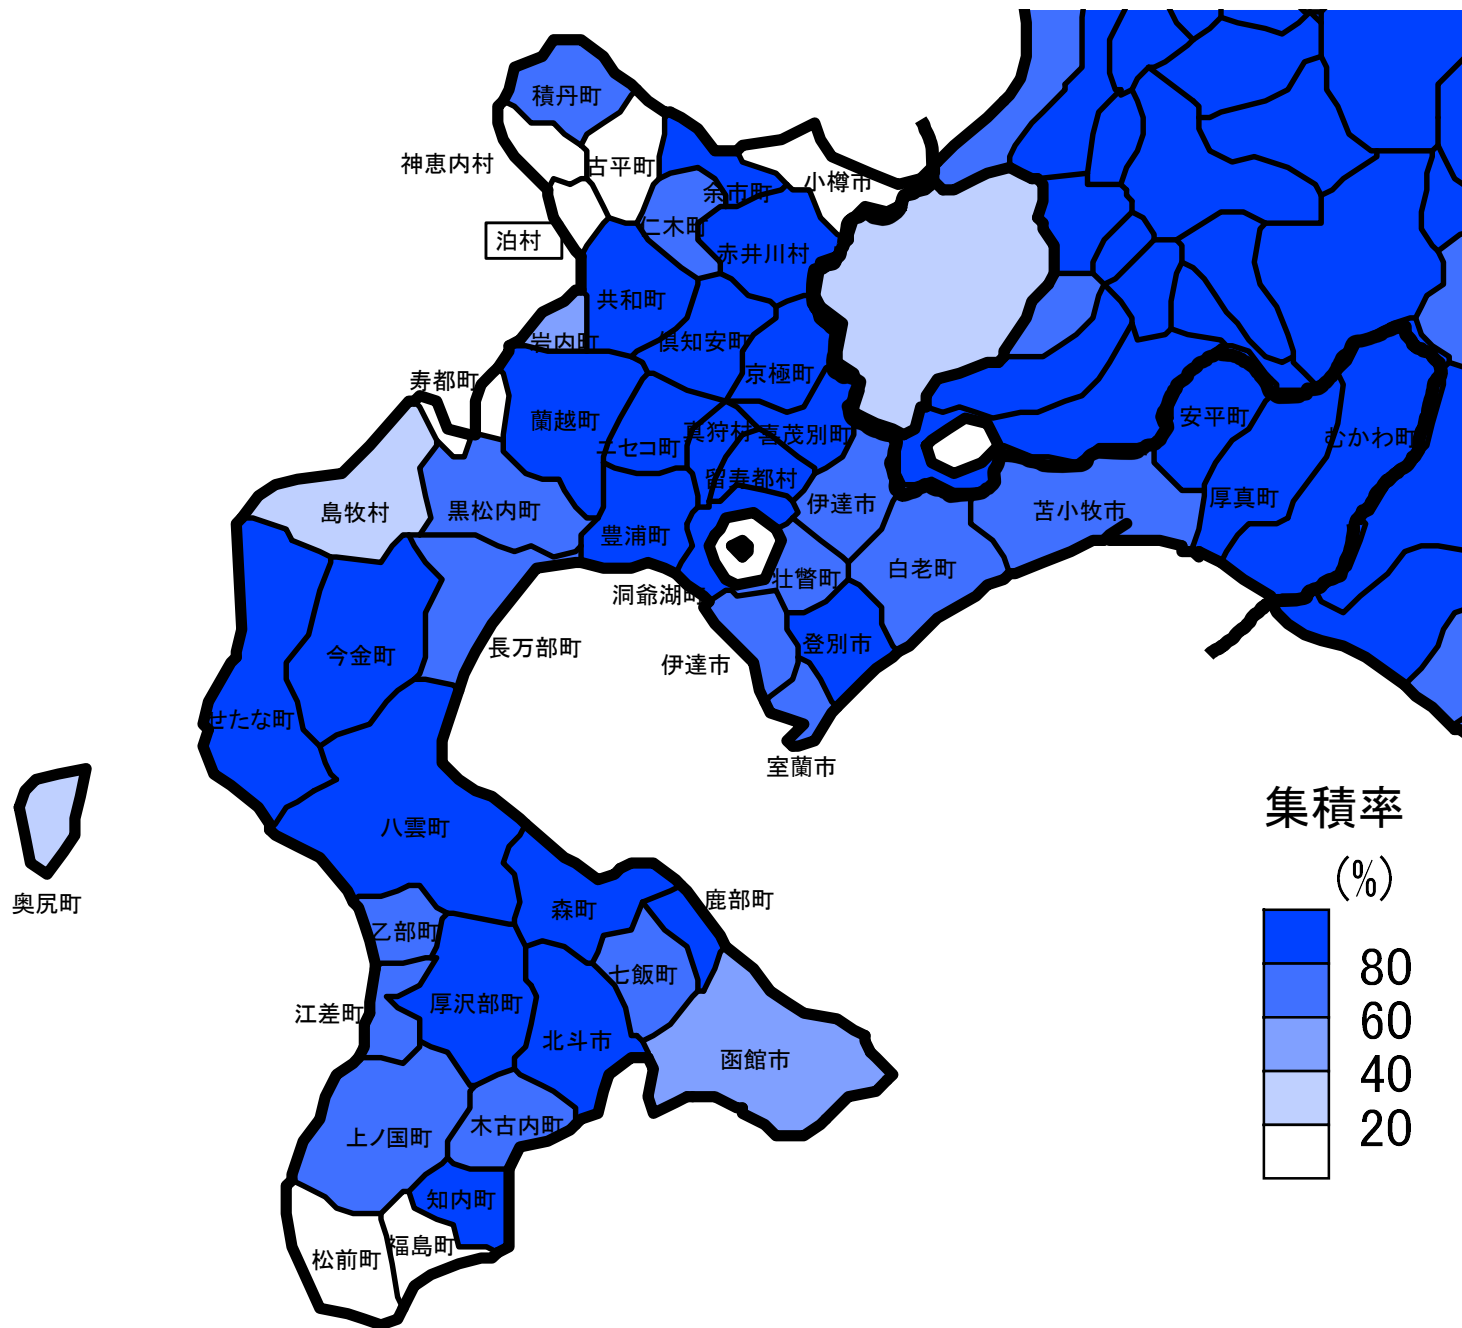 積丹町
神恵内村
古平町
小樽市
余市町
仁木町
泊村
赤井川村
共和町
岩内町
倶知安町
京極町
寿都町
蘭越町
ニセコ町
真狩村
喜茂別町
留寿都村
安平町
むかわ町
厚真町
島牧村
黒松内町
豊浦町
伊達市
苫小牧市
白老町
壮瞥町
洞爺湖町
登別市
長万部町
伊達市
今金町
せたな町
室蘭市
八雲町
奥尻町
森町
鹿部町
乙部町
七飯町
江差町
厚沢部町
北斗市
函館市
上ノ国町
木古内町
知内町
松前町
福島町
集積率
(%)
80
60
40
20